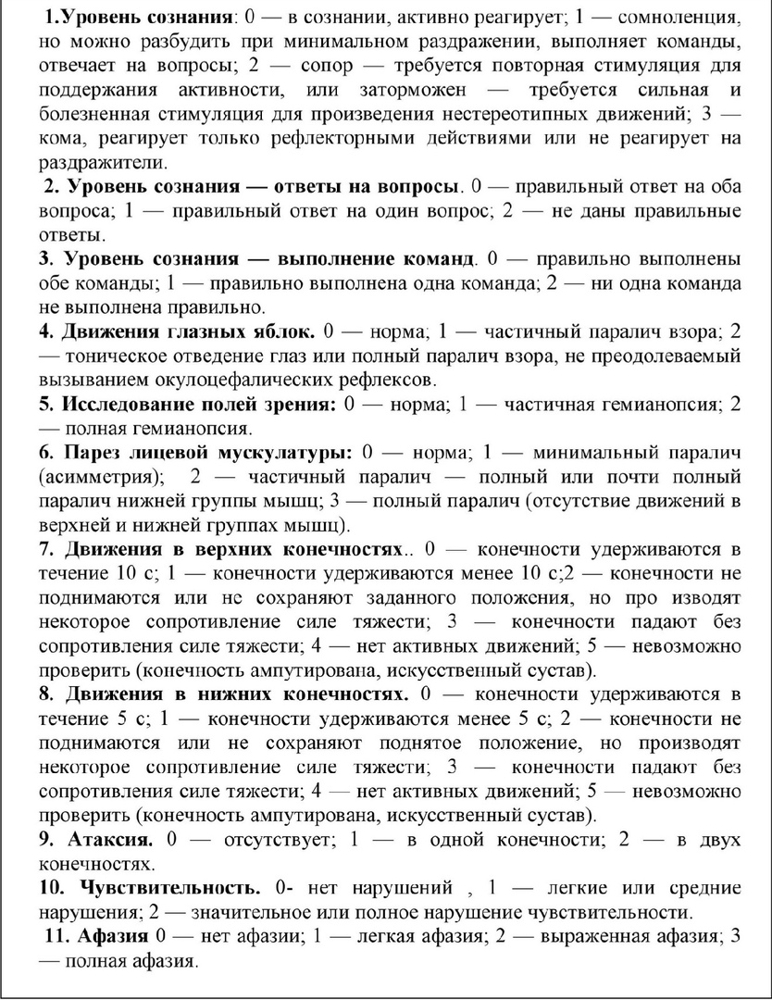 1.Уровень сознания: 0 — в сознании, активно реагирует; 1 — сомноленция,
но можно разбудить при минимальном раздражении, выполняет команды,
отвечает на вопросы; 2 — сопор — требуется повторная стимуляция для
поддержания активности, или заторможен — требуется сильная и
болезненная стимуляция для произведения нестереотипных движений; 3 —
кома, реагирует только рефлекторными действиями или не реагирует на
раздражители.
2. Уровень сознания — ответы на вопросы. 0 — правильный ответ на оба
вопроса; 1 — правильный ответ на один вопрос; 2 — не даны правильные
ответы.
3. Уровень сознания — выполнение команд. 0 — правильно выполнены
обе команды; 1 — правильно выполнена одна команда; 2 — ни одна команда
не выполнена правильно.
4. Движения глазных яблок. 0 — норма; 1 — частичный паралич взора; 2
— тоническое отведение глаз или полный паралич взора, не преодолеваемый
вызыванием окулоцефалических рефлексов.
5. Исследование полей зрения: 0 — норма; 1 — частичная гемианопсия; 2
— полная гемианопсия.
6. Парез лицевой мускулатуры: 0 — норма; 1 — минимальный паралич
(асимметрия); 2 — частичный паралич — полный или почти полный
паралич нижней группы мышц; 3 — полный паралич (отсутствие движений в
верхней и нижней группах мышц).
7. Движения в верхних конечностях.. 0 — конечности удерживаются в
течение 10 с; 1 — конечности удерживаются менее 10 с;2 — конечности не
поднимаются или не сохраняют заданного положения, но про изводят
некоторое сопротивление силе тяжести; 3 — конечности падают без
сопротивления силе тяжести; 4 — нет активных движений; 5 — невозможно
проверить (конечность ампутирована, искусственный сустав).
8. Движения в нижних конечностях. 0 — конечности удерживаются в
течение 5 с; 1 — конечности удерживаются менее 5 с; 2 — конечности не
поднимаются или не сохраняют поднятое положение, но производят
некоторое сопротивление силе тяжести; 3 — конечности падают без
сопротивления силе тяжести; 4 — нет активных движений; 5 — невозможно
проверить (конечность ампутирована, искусственный сустав).
9. Атаксия. 0 — отсутствует; 1 — в одной конечности; 2 — в двух
конечностях.
10. Чувствительность. 0- нет нарушений , 1 — легкие или средние
нарушения; 2 — значительное или полное нарушение чувствительности.
11. Афазия 0 — нет афазии; 1 — легкая афазия; 2 — выраженная афазия; 3
— полная афазия.